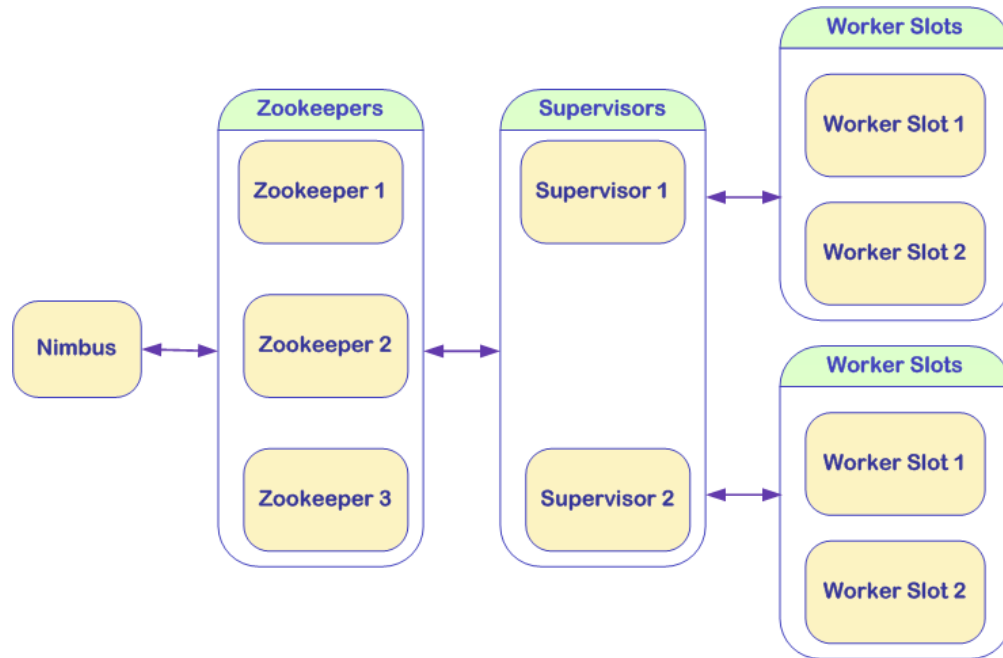 Nimbus
Zookeepers
Zookeeper 1
Zookeeper 2
Zookeeper 3
Supervisors
Supervisor 1
Supervisor 2
Worker Slots
Worker Slot 1
Worker Slot 2
Worker Slots
Worker Slot 1
Worker Slot 2